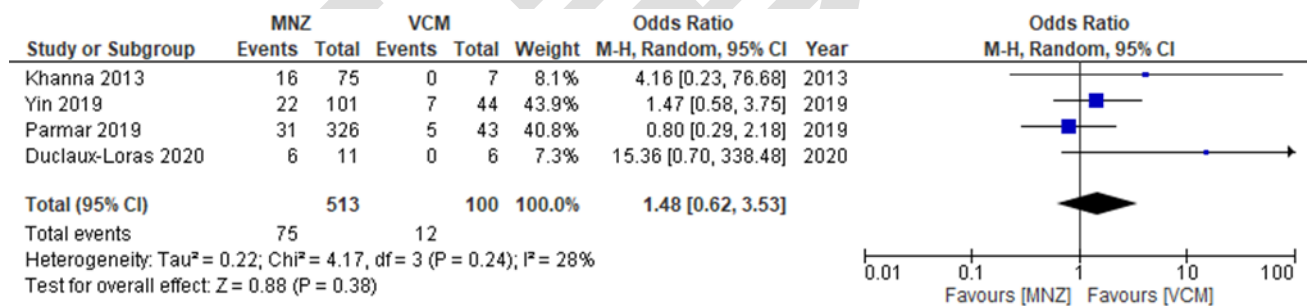 MNZ VCM Odds Ratio Odds Ratio
Study or Subgroup Events Total Events Total Weight M-H, Random, 95% CI Year M-H, Random, 95% CI
Khanna 2013 16 75 0 7 8.1% 4.16 [0.23, 76.68] 2013
Yin 2019 22 101 7 44 43.9% 1.47 [0.58, 3.75] 2019
Parmar 2019 31 326 5 43 40.8% 0.80 [0.29, 2.18] 2019
Duclaux-Loras 2020 6 11 0 6 7.3% 15.36 [0.70, 338.48] 2020
Total (95% CI) 513 100 100.0% 1.48 [0.62, 3.53]
Total events 75 12
Heterogeneity: Tau² = 0.22; Chi² = 4.17, df = 3 (P = 0.24); I² = 28%
Test for overall effect: Z = 0.88 (P = 0.38)
0.01 0.1 1 10 100
Favours [MNZ] Favours [VCM]